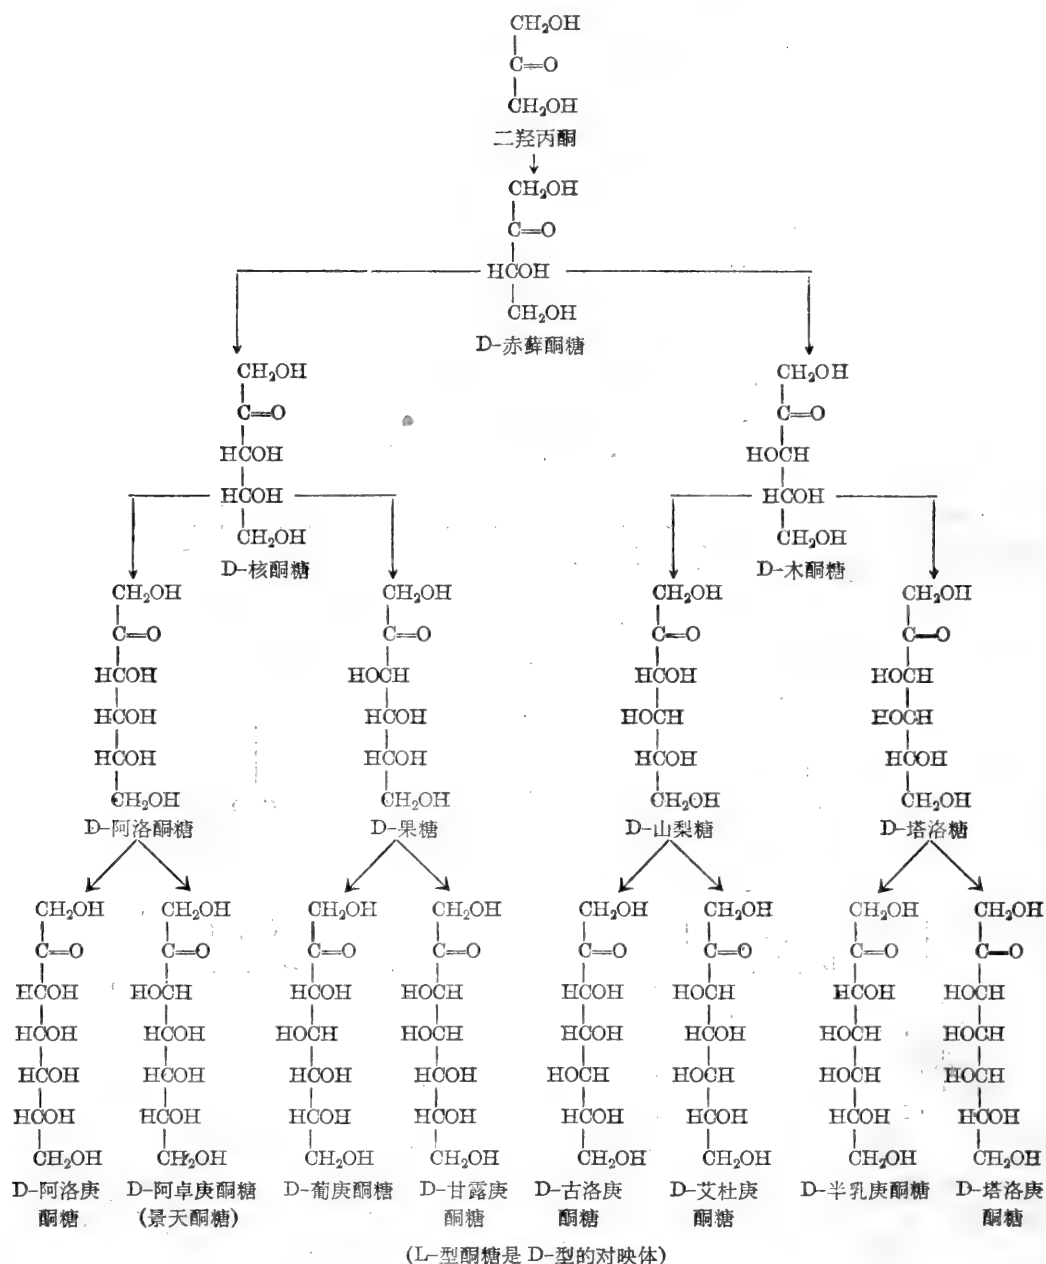 CH₂OH
C=O
CH₂OH
二羟丙酮
CH₂OH
C=O
HCOH
CH₂OH
D-赤藓酮糖
CH₂OH CH₂OH
C=O C=O
HCOH HOCH
HCOH HCOH
CH₂OH CH₂OH
D-核酮糖 D-木酮糖
CH₂OH CH₂OH CH₂OH CH₂OH
C=O C=O C=O C=O
HCOH HOCH HCOH HOCH
HCOH HCOH HOCH HOCH
HCOH HCOH HCOH HCOH
CH₂OH CH₂OH CH₂OH CH₂OH
D-阿洛酮糖 D-果糖 D-山梨糖 D-塔洛糖
CH₂OH CH₂OH CH₂OH CH₂OH CH₂OH CH₂OH CH₂OH CH₂OH
C=O C=O C=O C=O C=O C=O C=O C=O
HCOH HOCH HCOH HOCH HCOH HOCH HCOH HOCH
HCOH HCOH HOCH HOCH HCOH HCOH HOCH HOCH
HCOH HCOH HCOH HCOH HOCH HOCH HOCH HOCH
HCOH HCOH HCOH HCOH HCOH HCOH HCOH HCOH
CH₂OH CH₂OH CH₂OH CH₂OH CH₂OH CH₂OH CH₂OH CH₂OH
D-阿洛庚 D-阿卓庚酮糖 D-葡庚酮糖 D-甘露庚 D-古洛庚 D-艾杜庚 D-半乳庚酮糖 D-塔洛庚
酮糖 (景天酮糖) 酮糖 酮糖 酮糖 酮糖
(L-型酮糖是 D-型的对映体)